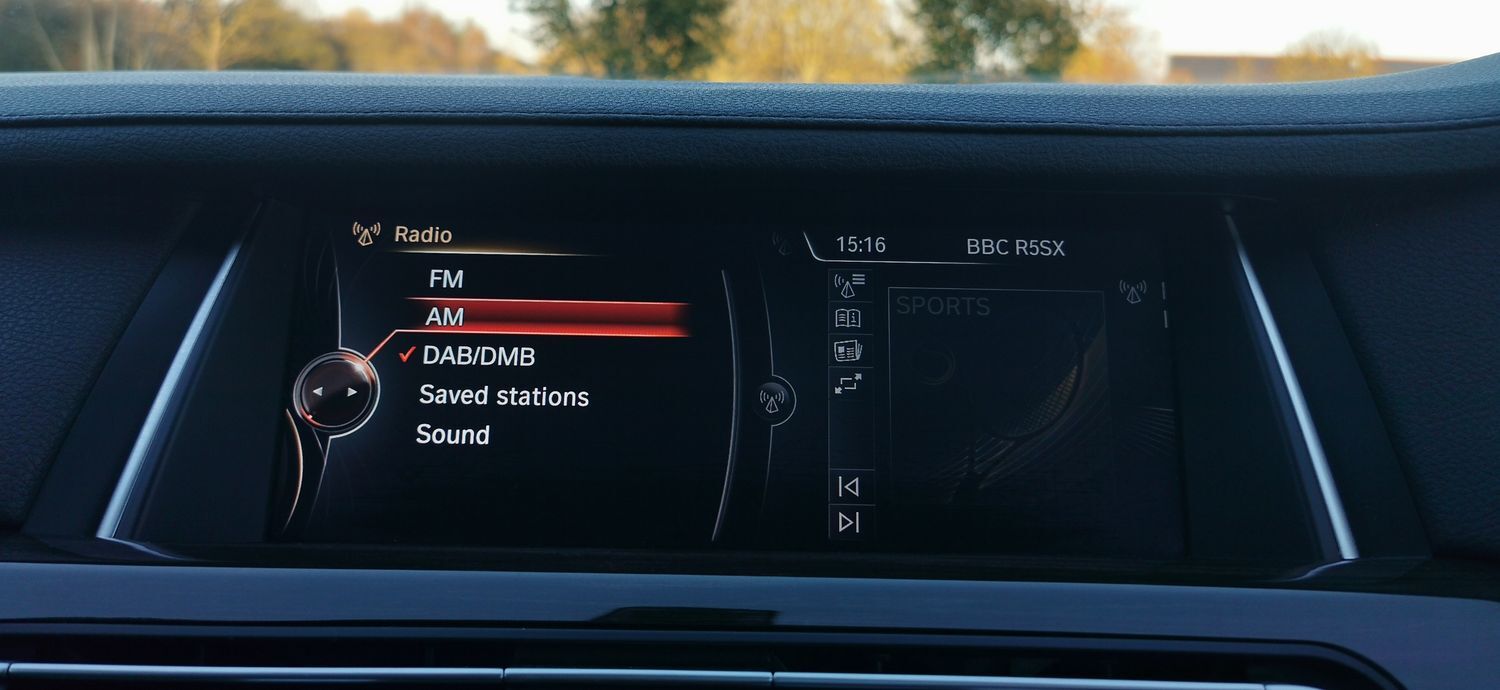 Radio
FM
AM
DAB/DMB
Saved stations
Sound
15:16 BBC R5SX
SPORTS